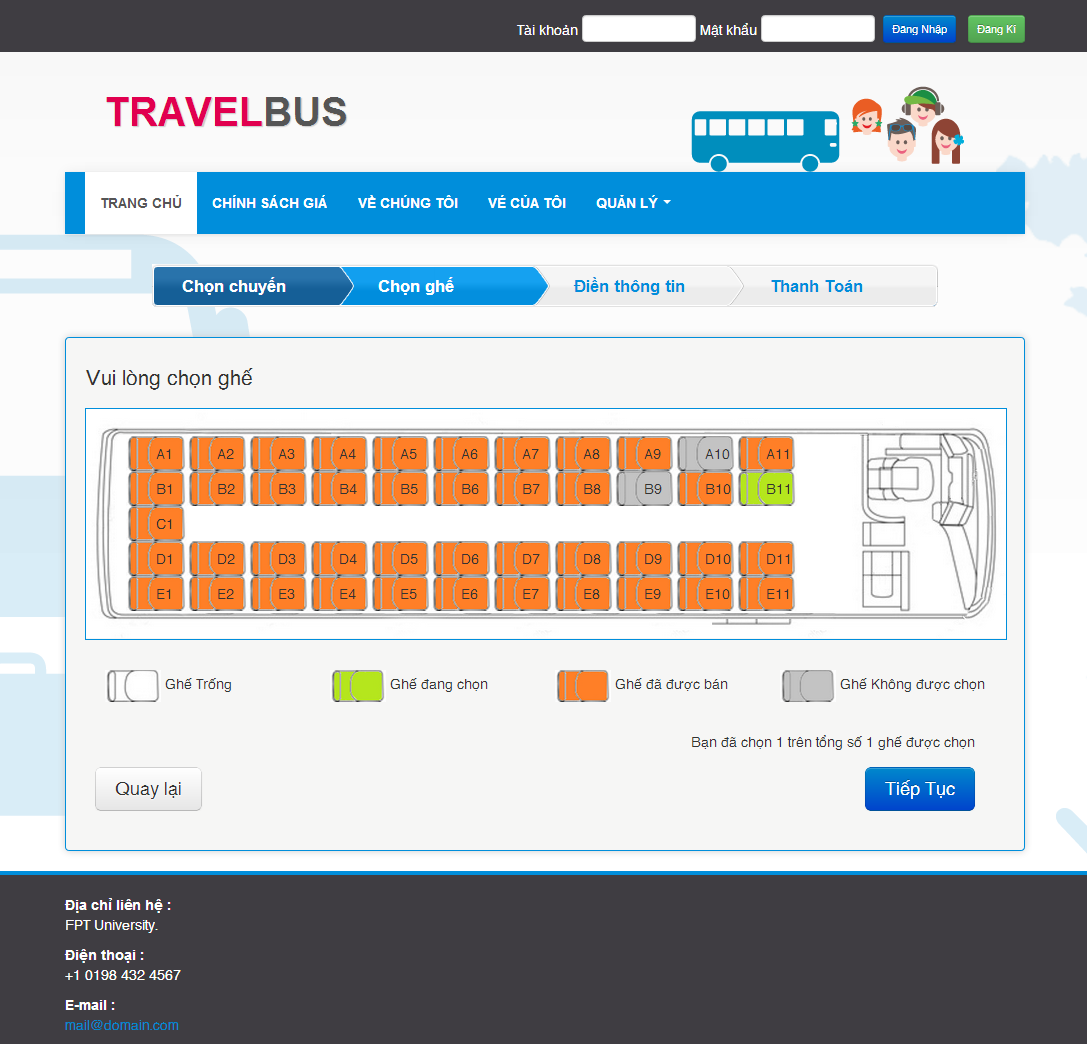 Tài khoản Mật khẩu Đăng Nhập Đăng Kí
TRAVELBUS
TRANG CHỦ CHÍNH SÁCH GIÁ VỀ CHÚNG TÔI VÉ CỦA TÔI QUẢN LÝ
Chọn chuyến Chọn ghế Điền thông tin Thanh Toán
Vui lòng chọn ghế
A1 A2 A3 A4 A5 A6 A7 A8 A9 A10 A11
B1 B2 B3 B4 B5 B6 B7 B8 B9 B10 B11
C1
D1 D2 D3 D4 D5 D6 D7 D8 D9 D10 D11
E1 E2 E3 E4 E5 E6 E7 E8 E9 E10 E11
Ghế Trống Ghế đang chọn Ghế đã được bán Ghế Không được chọn
Bạn đã chọn 1 trên tổng số 1 ghế được chọn
Quay lại Tiếp Tục
Địa chỉ liên hệ :
FPT University.
Điện thoại :
+1 0198 432 4567
E-mail :
mail@domain.com